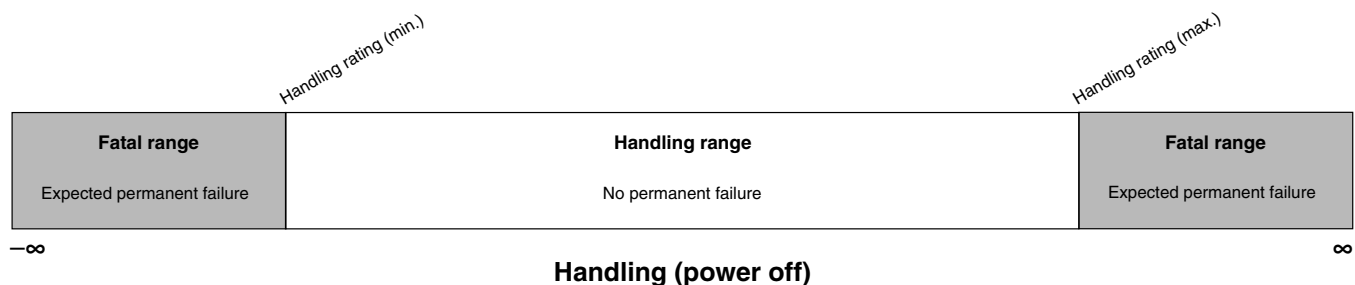 Handling rating (min.)
Handling rating (max.)
Fatal range
Handling range
Fatal range
Expected permanent failure
No permanent failure
Expected permanent failure
–∞
∞
Handling (power off)